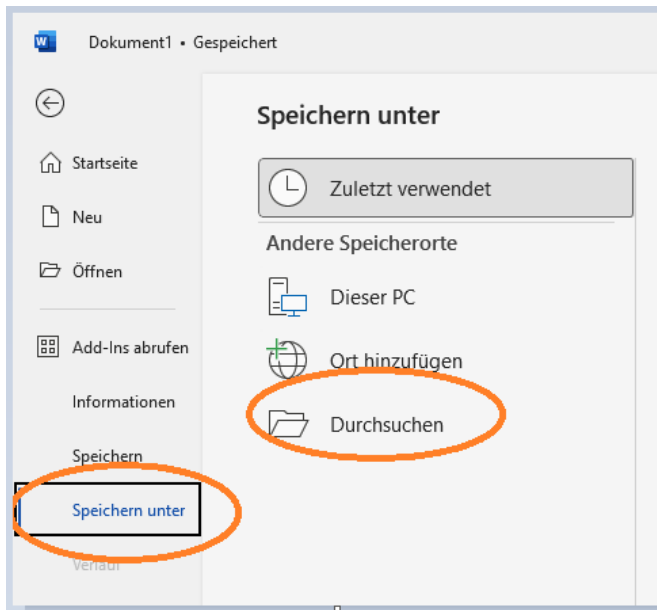 Dokument1 • Gespeichert
Speichern unter
Startseite
Neu
Öffnen
Add-Ins abrufen
Informationen
Speichern
Speichern unter
Verlauf
Zuletzt verwendet
Andere Speicherorte
Dieser PC
Ort hinzufügen
Durchsuchen